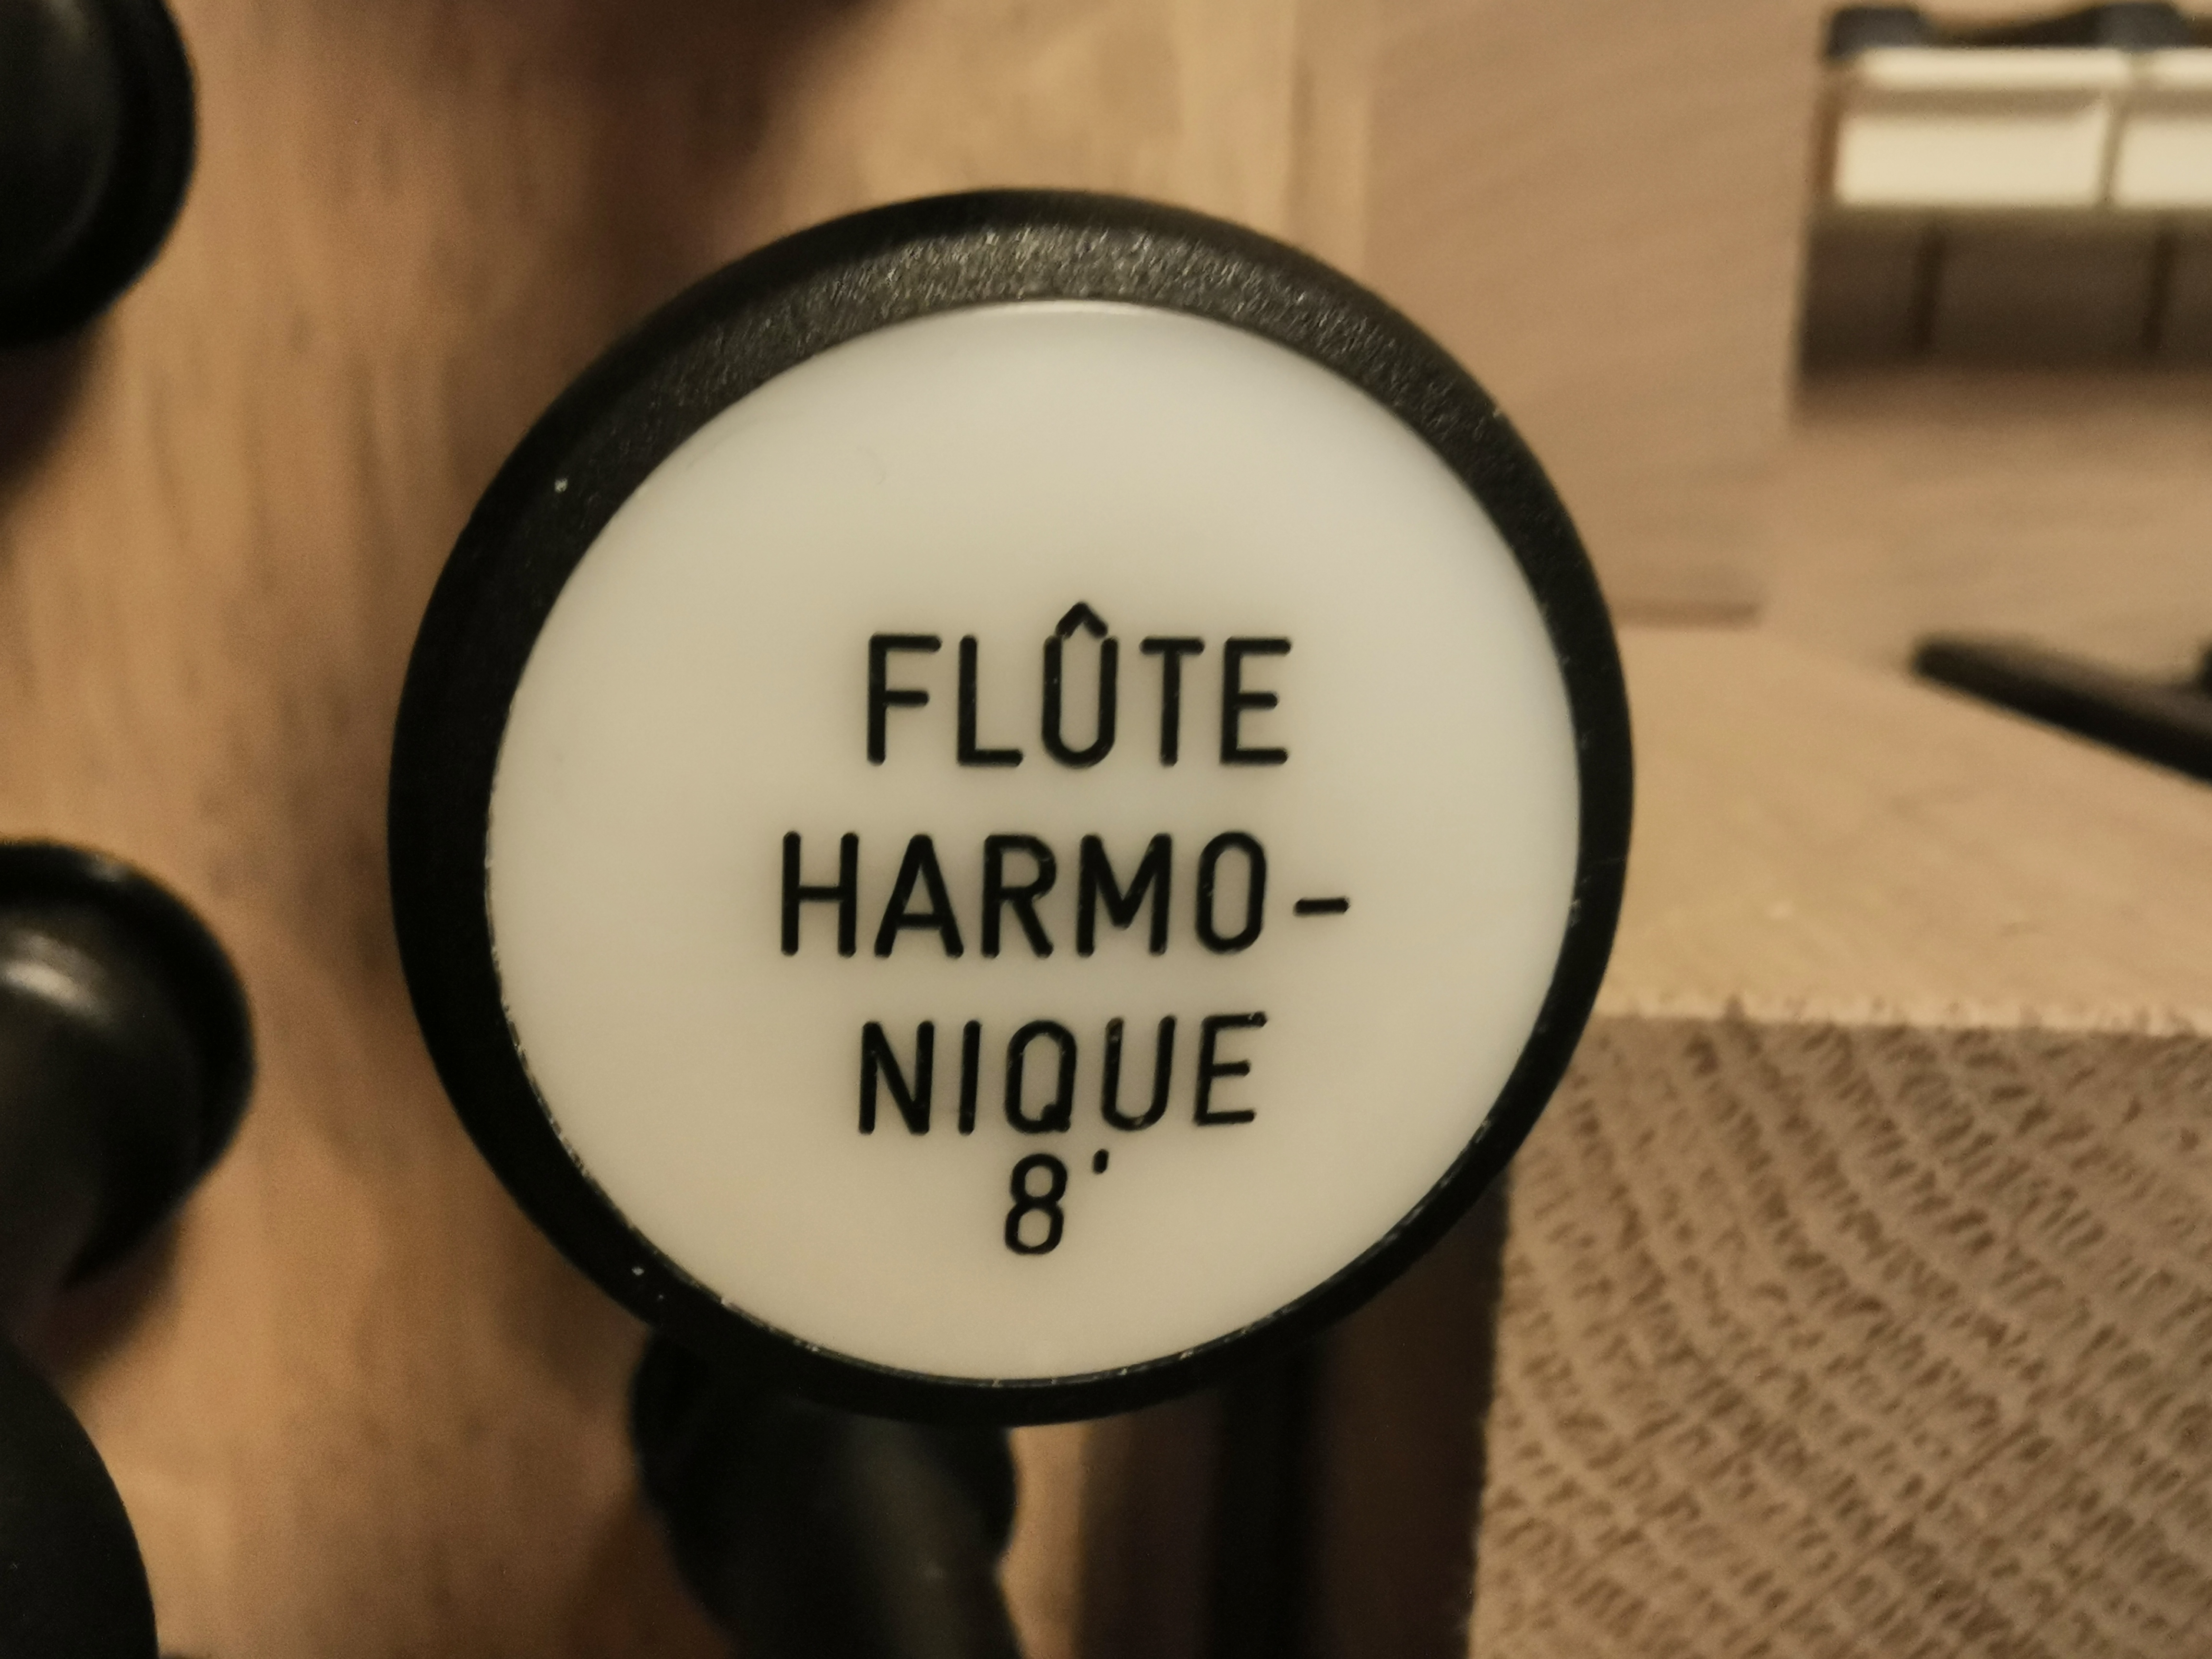 FLÛTE
HARMO-
NIQUE
8'